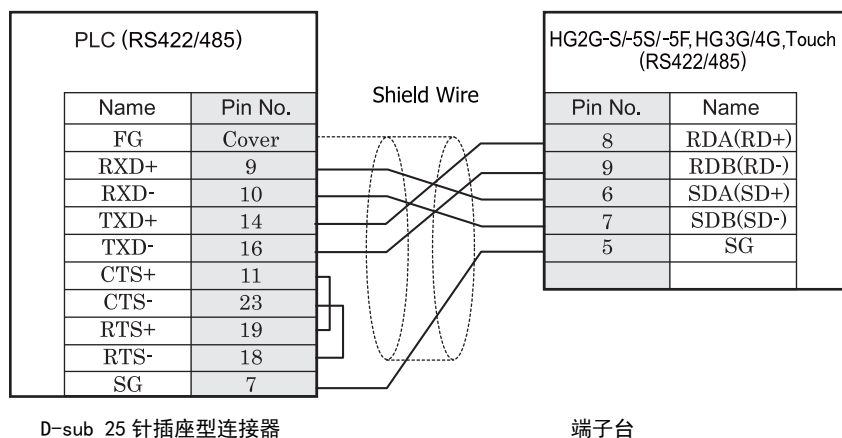 PLC (RS422/485)
Name Pin No.
FG Cover
RXD+ 9
RXD- 10
TXD+ 14
TXD- 16
CTS+ 11
CTS- 23
RTS+ 19
RTS- 18
SG 7
D-sub 25 针插座型连接器
Shield Wire
HG2G-S/-5S/-5F,HG3G/4G,Touch
(RS422/485)
Pin No. Name
8 RDA(RD+)
9 RDB(RD-)
6 SDA(SD+)
7 SDB(SD-)
5 SG
端子台